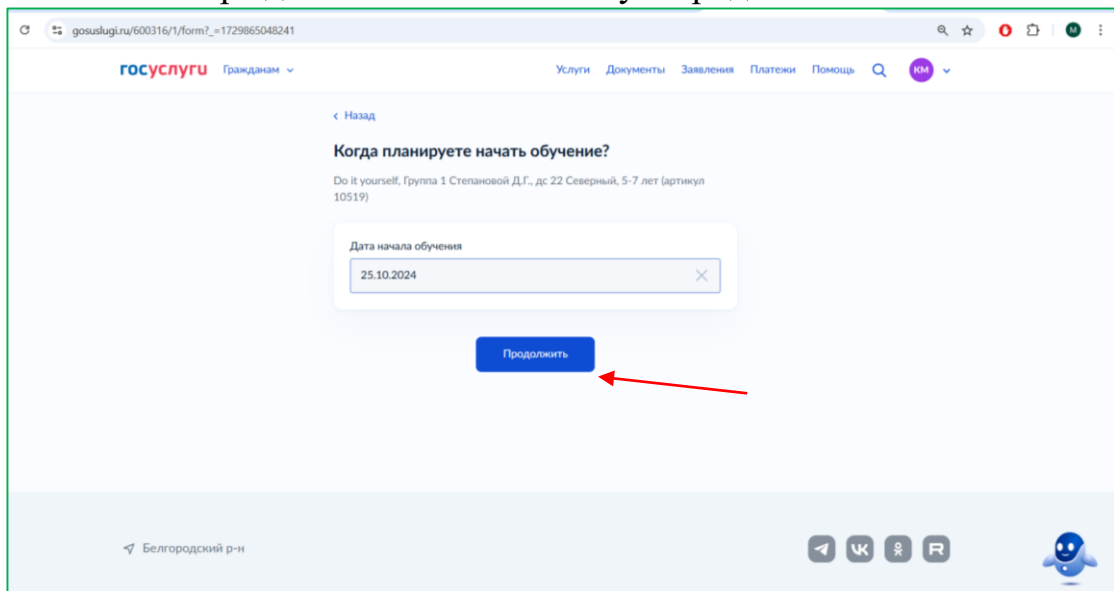 gosuslugi.ru/600316/1/form?_=1729865048241
госуслуги Гражданам Услуги Документы Заявления Платежи Помощь КМ
Назад
Когда планируете начать обучение?
Do it yourself, Группа 1 Степановой Д.Г., дс 22 Северный, 5-7 лет (артикул
10519)
Дата начала обучения
25.10.2024
Продолжить
Белгородский р-н